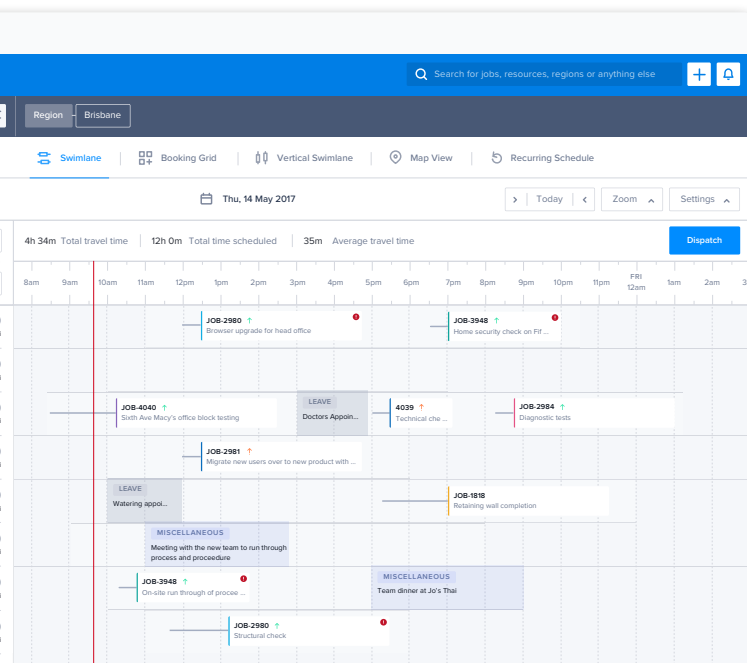 Search for jobs, resources, regions or anything else
Region
Brisbane
Swimlane
Booking Grid
Vertical Swimlane
Map View
Recurring Schedule
Thu, 14 May 2017
Today
Zoom
Settings
4h 34m Total travel time
12h 0m Total time scheduled
35m Average travel time
Dispatch
8am 9am 10am 11am 12pm 1pm 2pm 3pm 4pm 5pm 6pm 7pm 8pm 9pm 10pm 11pm FRI 12am 1am 2am 3
JOB-2980
Browser upgrade for head office
JOB-3948
Home security check on Fif ...
JOB-4040
Sixth Ave Macy's office block testing
LEAVE
Doctors Appoin...
4039
Technical che ...
JOB-2984
Diagnostic tests
JOB-2981
Migrate new users over to new product with ...
LEAVE
Watering appoi...
JOB-1818
Retaining wall completion
MISCELLANEOUS
Meeting with the new team to run through
process and proceedure
JOB-3948
On-site run through of procee ...
MISCELLANEOUS
Team dinner at Jo's Thai
JOB-2980
Structural check